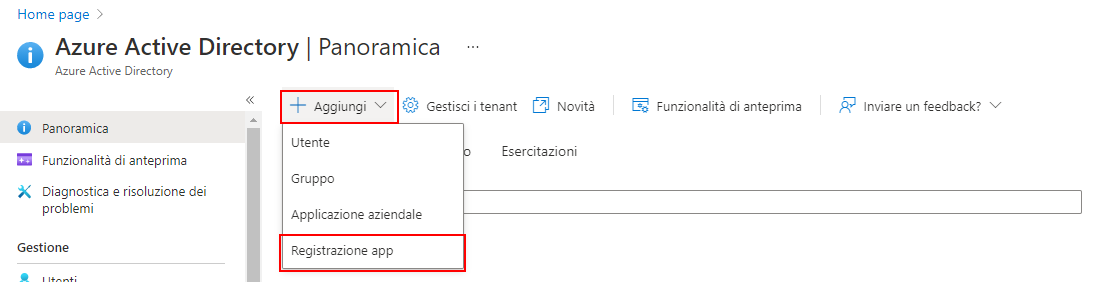 Home page
Azure Active Directory | Panoramica
Azure Active Directory
Aggiungi
Gestisci i tenant
Novità
Funzionalità di anteprima
Inviare un feedback?
Panoramica
Funzionalità di anteprima
Diagnostica e risoluzione dei
problemi
Gestione
Utenti
Utente
Gruppo
Applicazione aziendale
Registrazione app
Esercitazioni